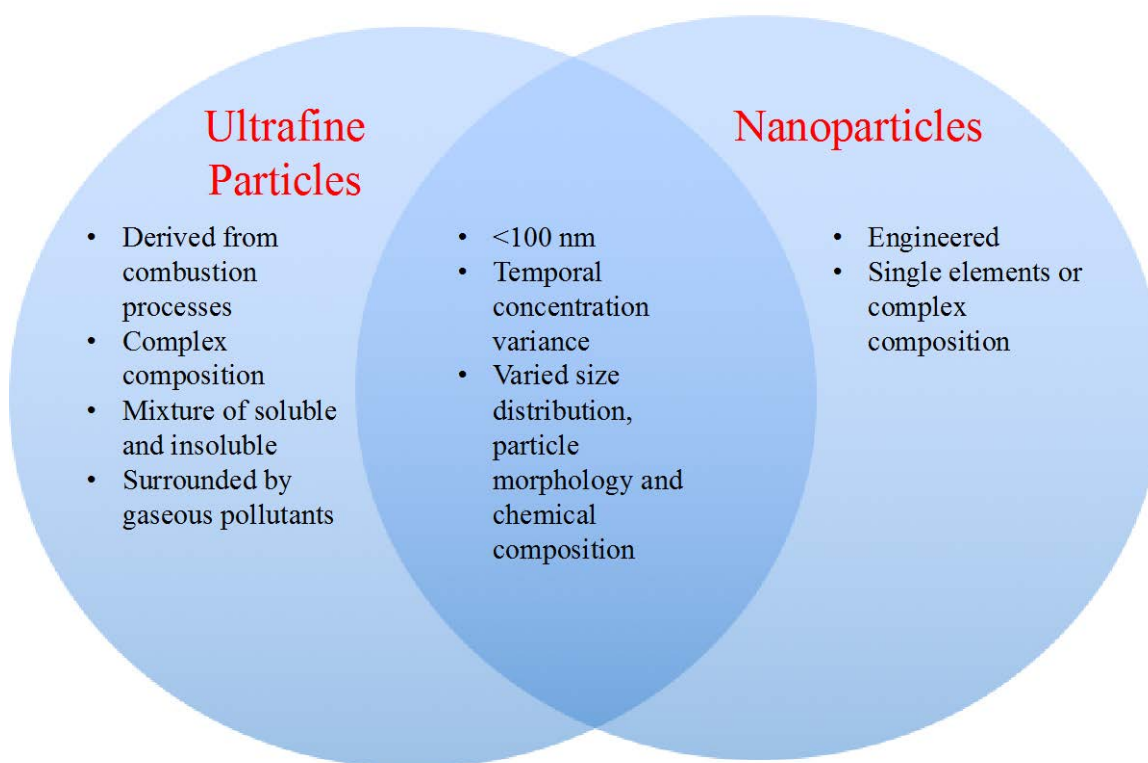 Ultrafine
Particles
• Derived from
combustion
processes
• Complex
composition
• Mixture of soluble
and insoluble
• Surrounded by
gaseous pollutants
• <100 nm
• Temporal
concentration
variance
• Varied size
distribution,
particle
morphology and
chemical
composition
Nanoparticles
• Engineered
• Single elements or
complex
composition